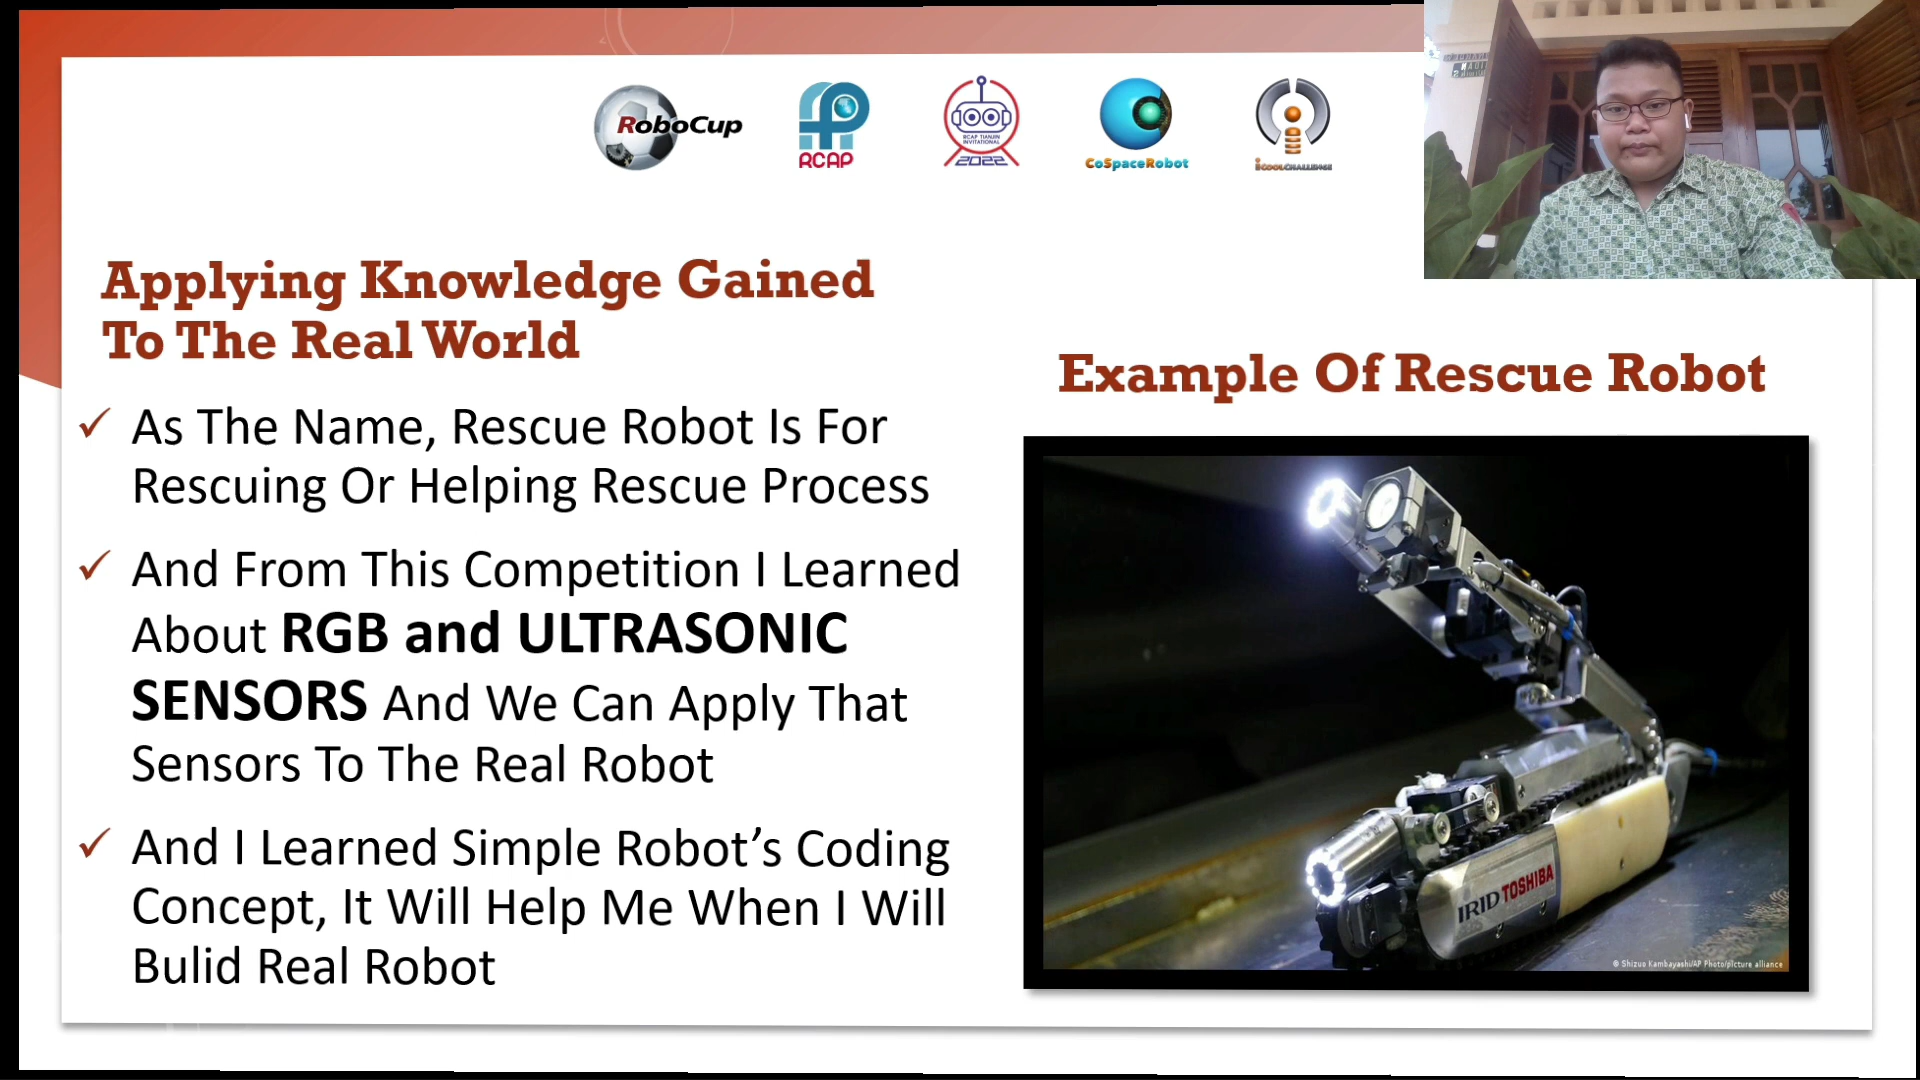 RoboCup
RCAP
RCAP TIANJIN
INVITATIONAL
2022
CoSpaceRobot
Applying Knowledge Gained
To The Real World
Example Of Rescue Robot
As The Name, Rescue Robot Is For
Rescuing Or Helping Rescue Process
And From This Competition I Learned
About RGB and ULTRASONIC
SENSORS And We Can Apply That
Sensors To The Real Robot
And I Learned Simple Robot’s Coding
Concept, It Will Help Me When I Will
Bulid Real Robot
IRID TOSHIBA
© Shizuo Kambayashi/AP Photo/picture alliance